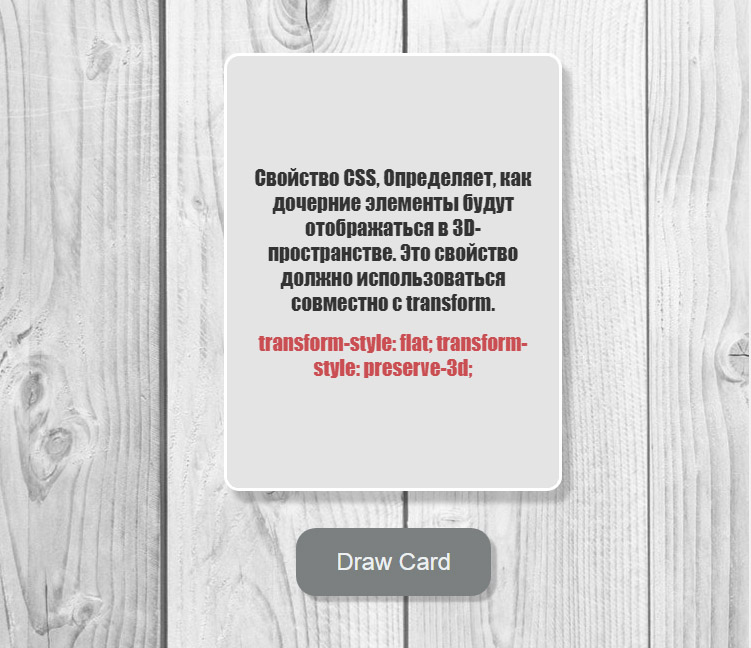 Свойство CSS, Определяет, как
дочерние элементы будут
отображаться в 3D-
пространстве. Это свойство
должно использоваться
совместно с transform.
transform-style: flat; transform-
style: preserve-3d;
Draw Card